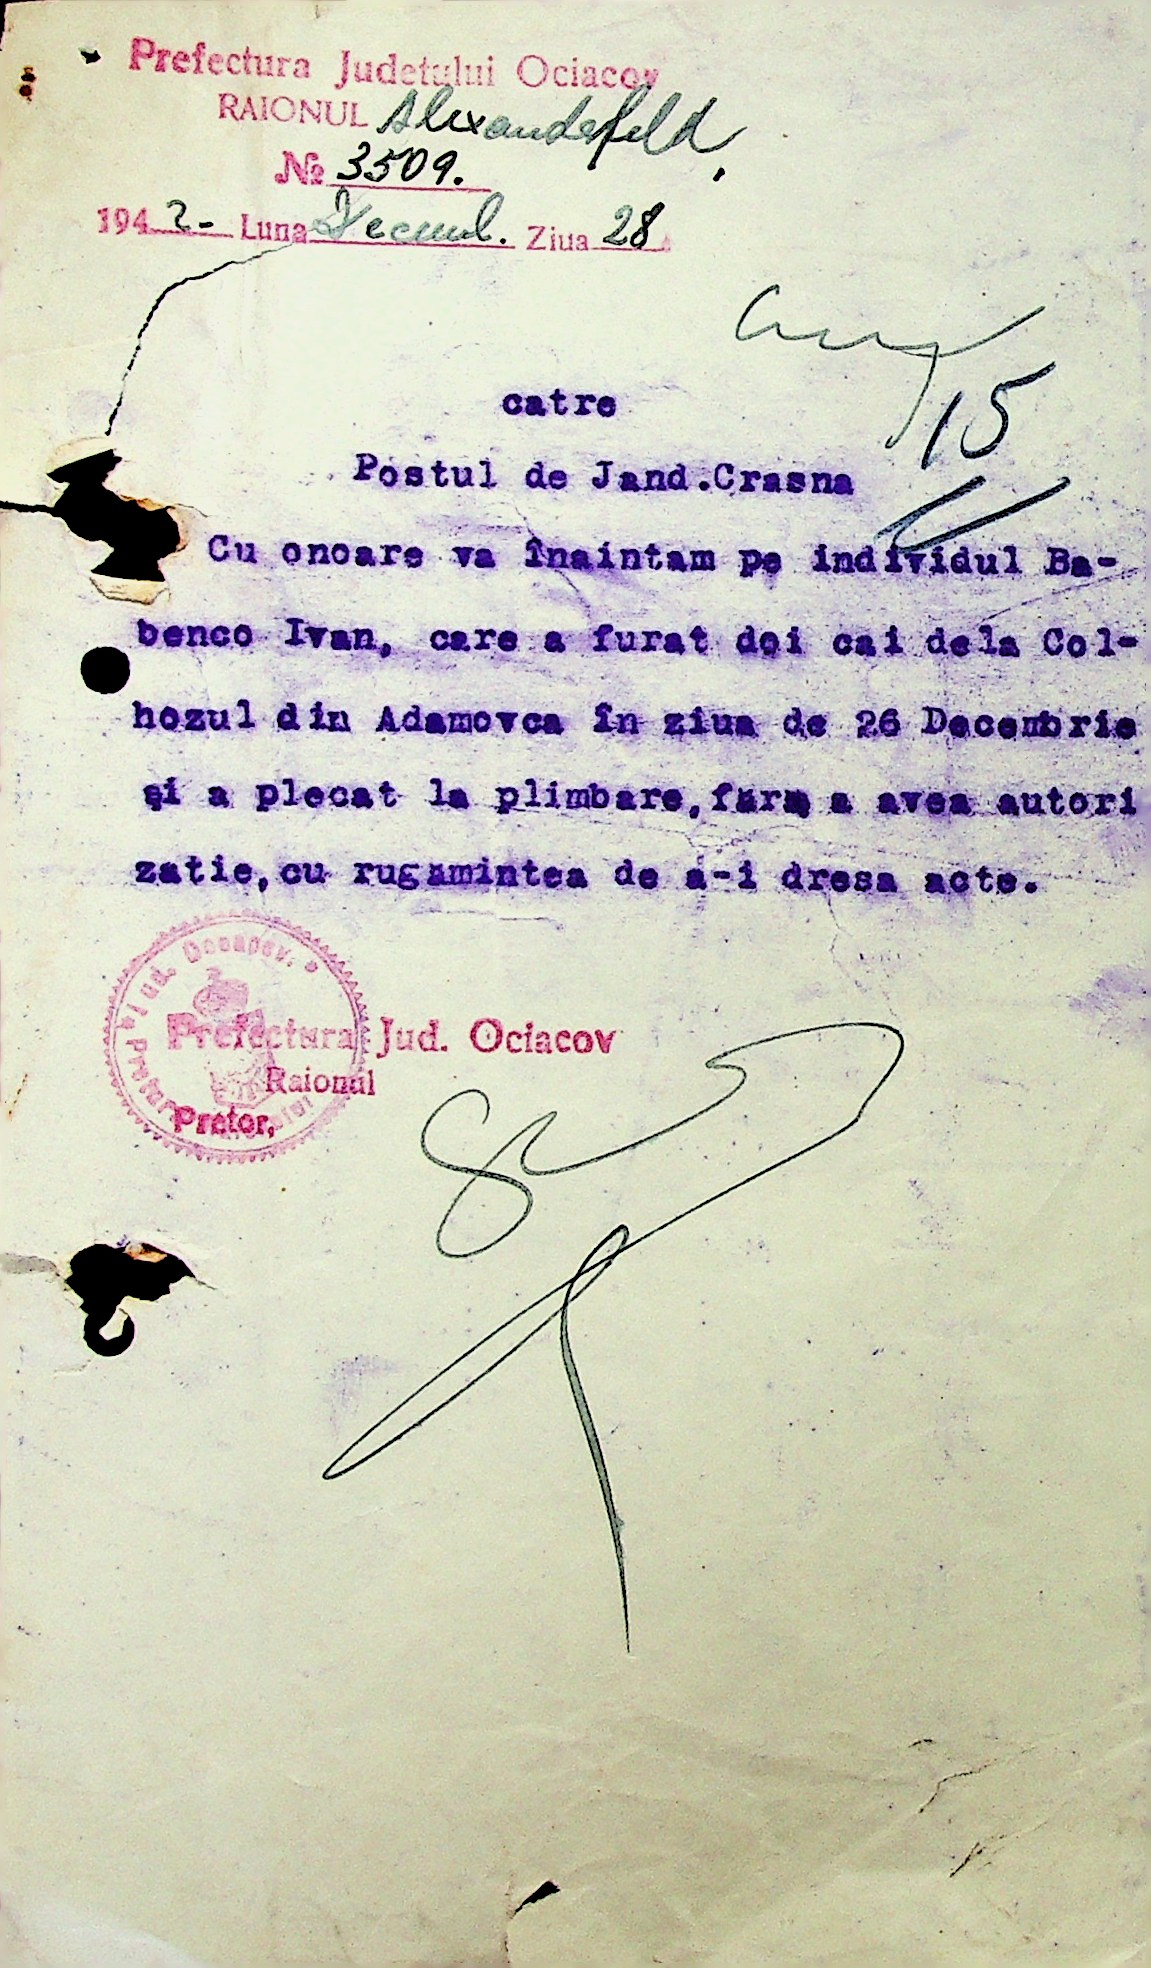 Prefectura Judetului Ociacov
RAIONUL Alexanderfeld,
№ 3509.
1942- Luna Decemb. Ziua 28
15
catre
Postul de Jand.Crasna
Cu onoare va înaintam pe individul Ba-
benco Ivan, care a furat doi cai dela Col-
hozul din Adamovca în ziua de 26 Decembrie
și a plecat la plimbare, fara a avea autori
zatie, cu rugamintea de a-i dresa acte.
Prefectura Jud. Ociacov
Raionul
Pretor,